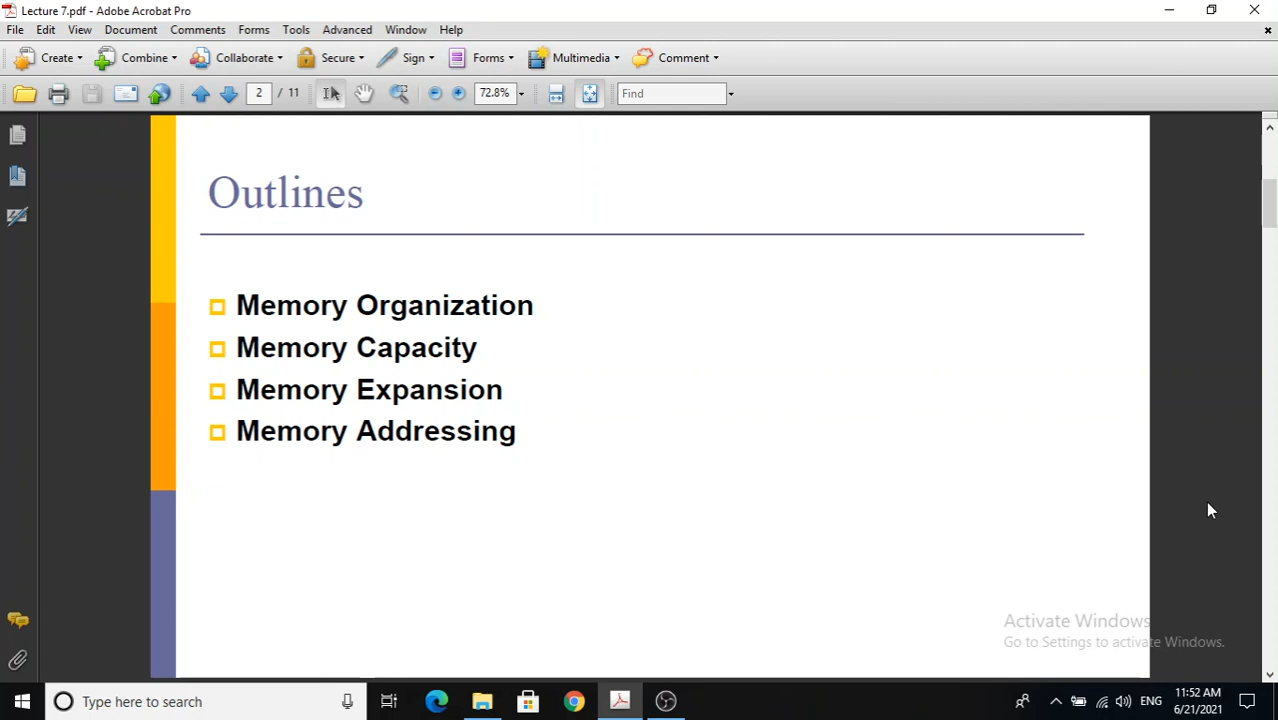 Lecture 7.pdf - Adobe Acrobat Pro
File Edit View Document Comments Forms Tools Advanced Window Help
Create Combine Collaborate Secure Sign Forms Multimedia Comment
2 / 11 72.8% Find
Outlines
Memory Organization
Memory Capacity
Memory Expansion
Memory Addressing
Activate Windows
Go to Settings to activate Windows.
Type here to search
ENG
11:52 AM
6/21/2021